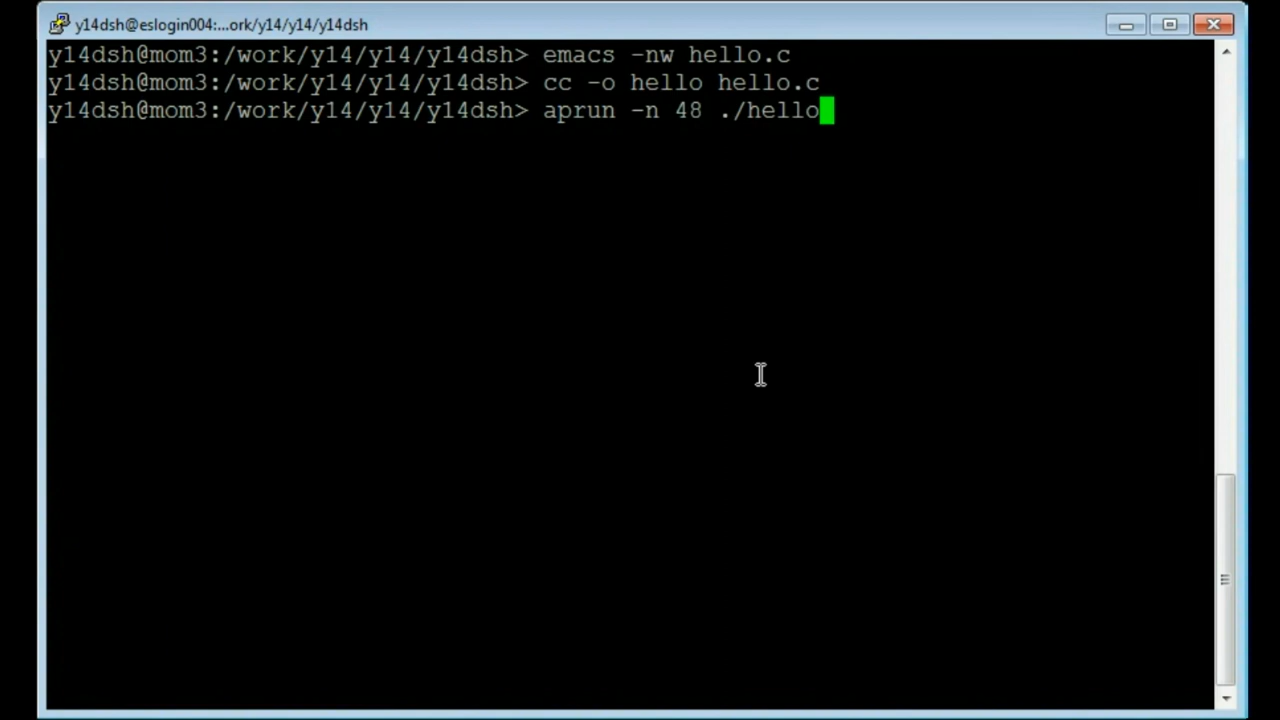 y14dsh@eslogin004:...ork/y14/y14/y14dsh
y14dsh@mom3:/work/y14/y14/y14dsh> emacs -nw hello.c
y14dsh@mom3:/work/y14/y14/y14dsh> cc -o hello hello.c
y14dsh@mom3:/work/y14/y14/y14dsh> aprun -n 48 ./hello